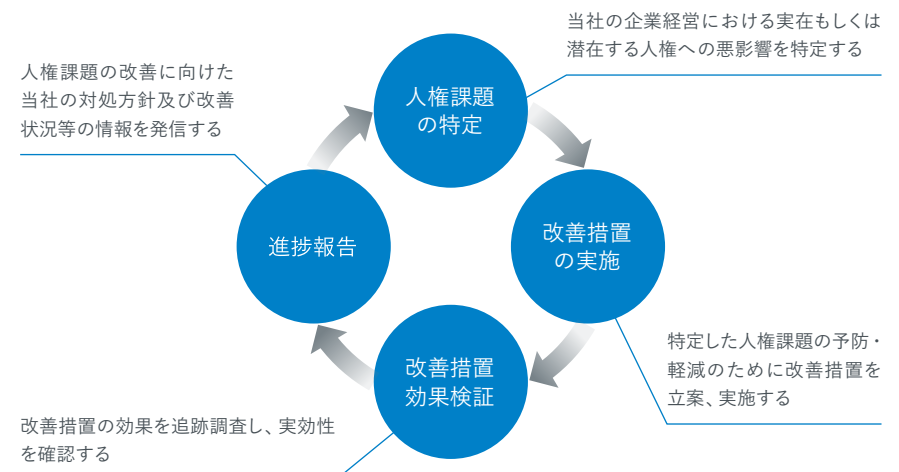 当社の企業経営における実在もしくは
潜在する人権への悪影響を特定する
人権課題の改善に向けた
当社の対処方針及び改善
状況等の情報を発信する
人権課題
の特定
進捗報告
改善措置
の実施
改善措置
効果検証
特定した人権課題の予防・
軽減のために改善措置を
立案、実施する
改善措置の効果を追跡調査し、実効性
を確認する